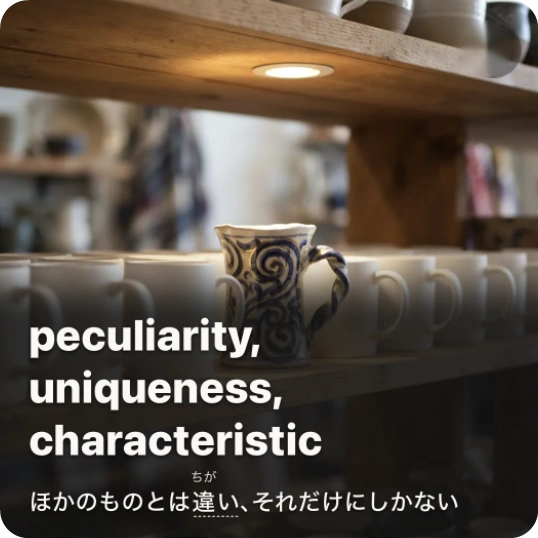 peculiarity,
uniqueness,
characteristic
ちが
ほかのものとは違い、それだけにしかない